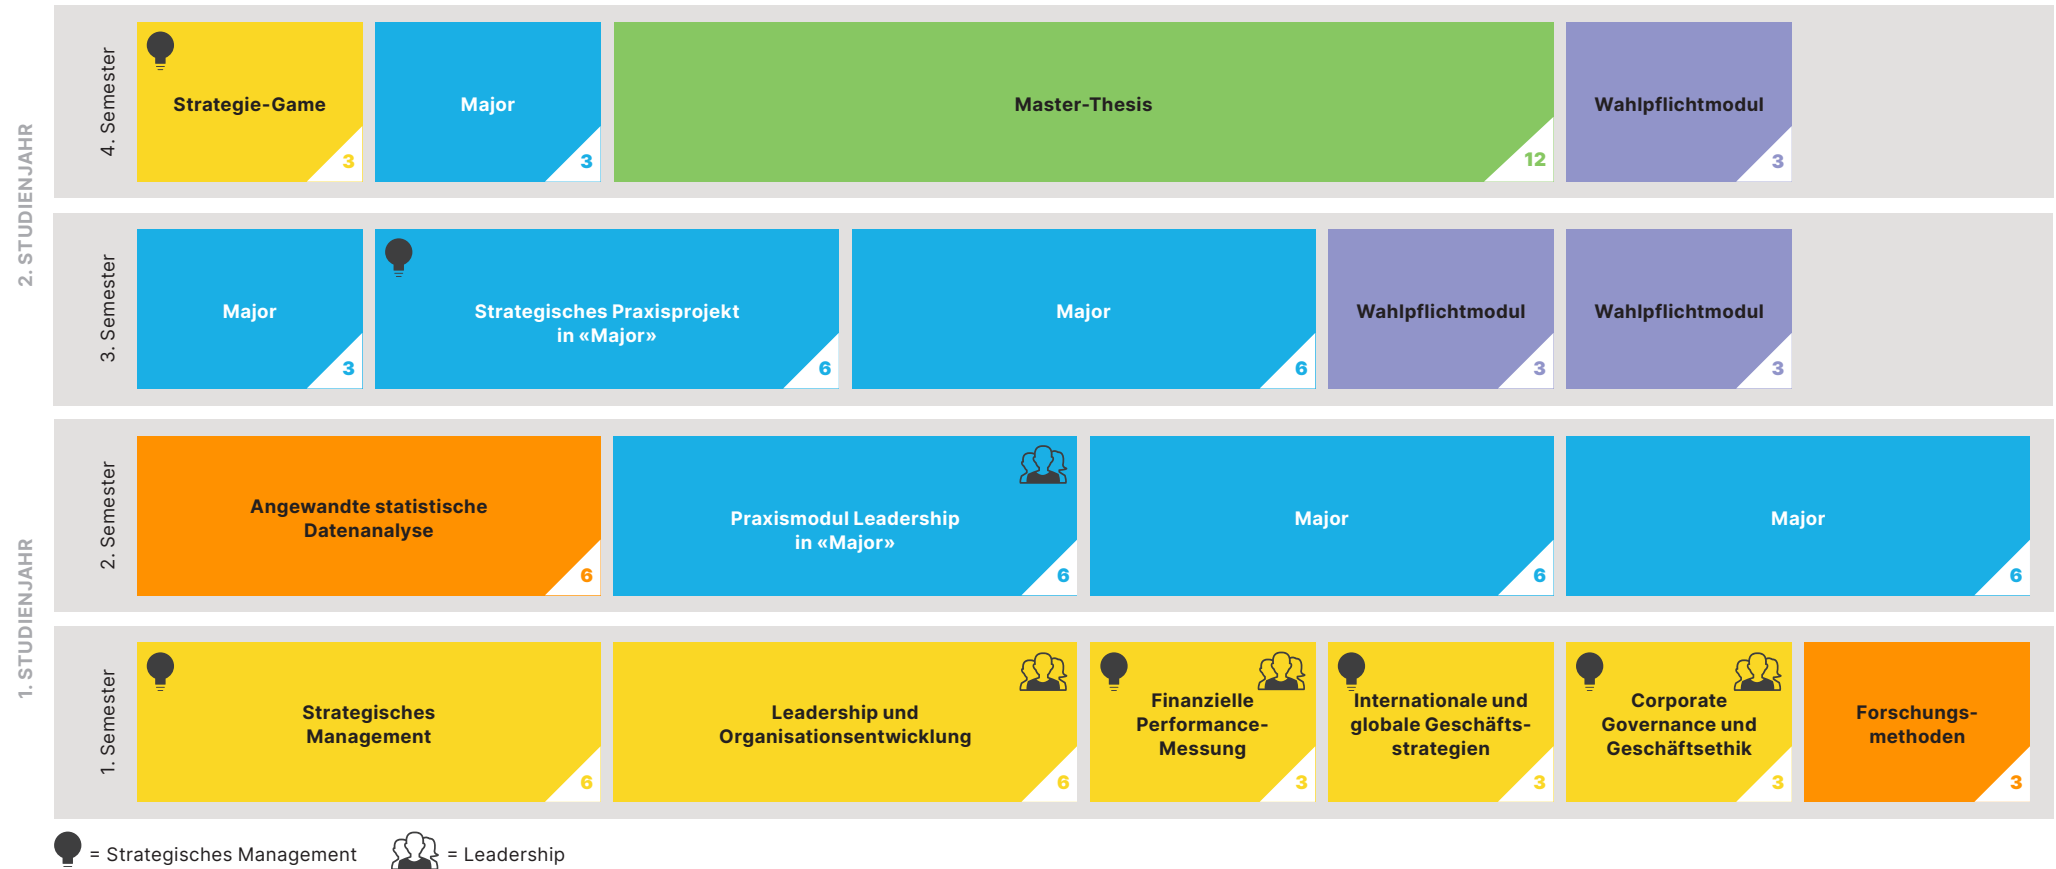 2. STUDIENJAHR
4. Semester
Strategie-Game
3
Major
3
Master-Thesis
12
Wahlpflichtmodul
3
3. Semester
Major
3
Strategisches Praxisprojekt
in «Major»
6
Major
6
Wahlpflichtmodul
3
Wahlpflichtmodul
3
1. STUDIENJAHR
2. Semester
Angewandte statistische
Datenanalyse
6
Praxismodul Leadership
in «Major»
6
Major
6
Major
6
1. Semester
Strategisches
Management
6
Leadership und
Organisationsentwicklung
6
Finanzielle
Performance-
Messung
3
Internationale und
globale Geschäfts-
strategien
3
Corporate
Governance und
Geschäftsethik
3
Forschungs-
methoden
3
= Strategisches Management
= Leadership